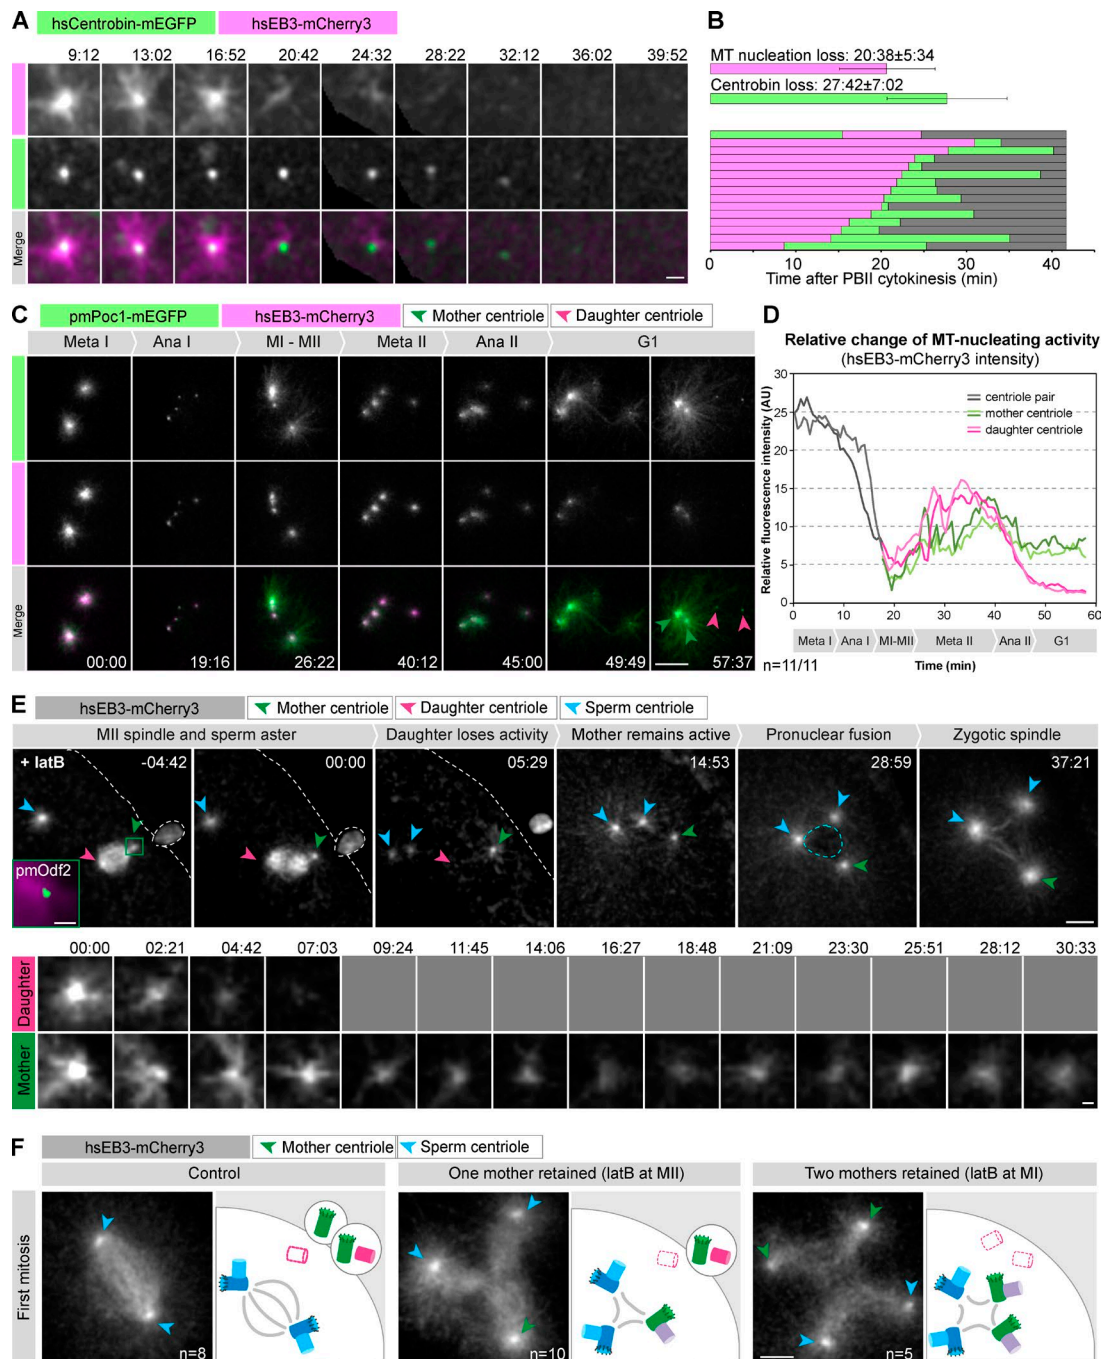 A
hsCentrobin-mEGFP hsEB3-mCherry3
9:12 13:02 16:52 20:42 24:32 28:22 32:12 36:02 39:52
Merge
B
MT nucleation loss: 20:38±5:34
Centrobin loss: 27:42±7:02
0 10 20 30 40
Time after PBII cytokinesis (min)
C
pmPoc1-mEGFP hsEB3-mCherry3 Mother centriole Daughter centriole
Meta I Ana I MI - MII Meta II Ana II G1
Merge
00:00 19:16 26:22 40:12 45:00 49:49 57:37
D
Relative change of MT-nucleating activity
(hsEB3-mCherry3 intensity)
Relative fluorescence intensity (AU)
30
25
20
15
10
5
0
centriole pair
mother centriole
daughter centriole
0 10 20 30 40 50 60
Meta I Ana I MI-MII Meta II Ana II G1
n=11/11
Time (min)
E
hsEB3-mCherry3 Mother centriole Daughter centriole Sperm centriole
MII spindle and sperm aster Daughter loses activity Mother remains active Pronuclear fusion Zygotic spindle
+ latB -04:42 00:00 05:29 14:53 28:59 37:21
pmOdf2
00:00 02:21 04:42 07:03 09:24 11:45 14:06 16:27 18:48 21:09 23:30 25:51 28:12 30:33
Daughter
Mother
F
hsEB3-mCherry3 Mother centriole Sperm centriole
Control One mother retained (latB at MII) Two mothers retained (latB at MI)
First mitosis
n=8 n=10 n=5